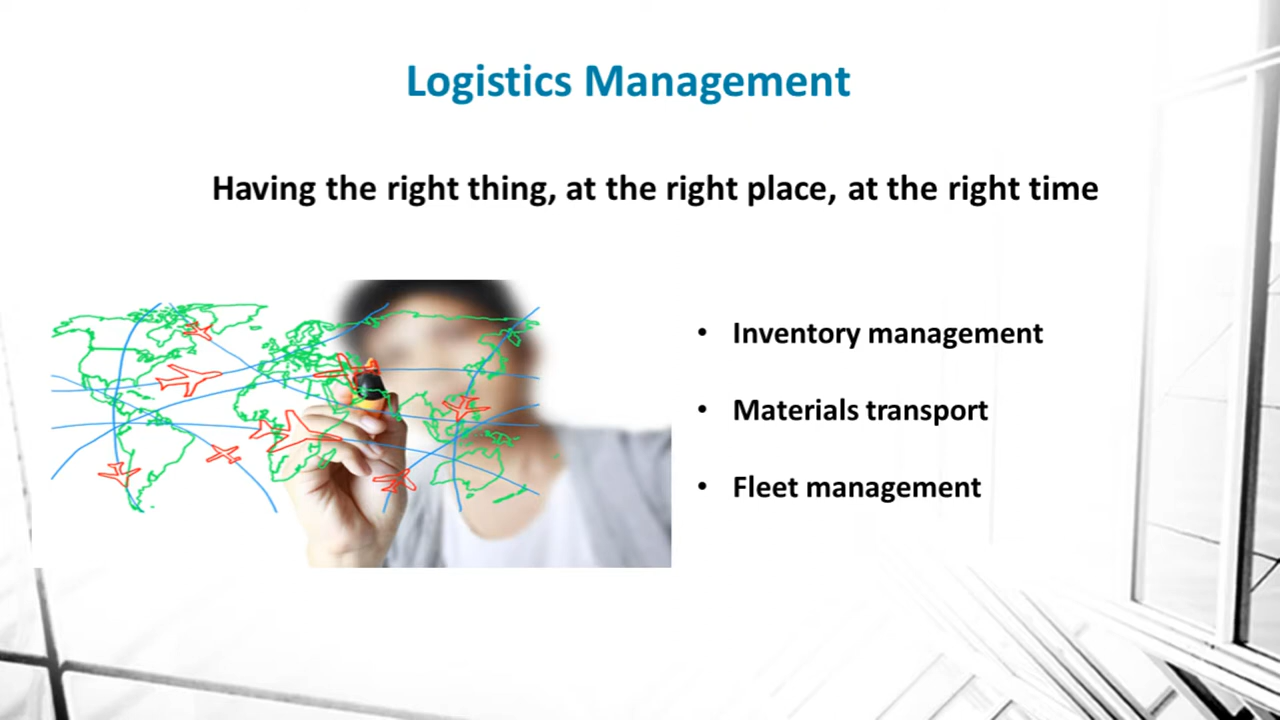 Logistics Management
Having the right thing, at the right place, at the right time
• Inventory management
• Materials transport
• Fleet management